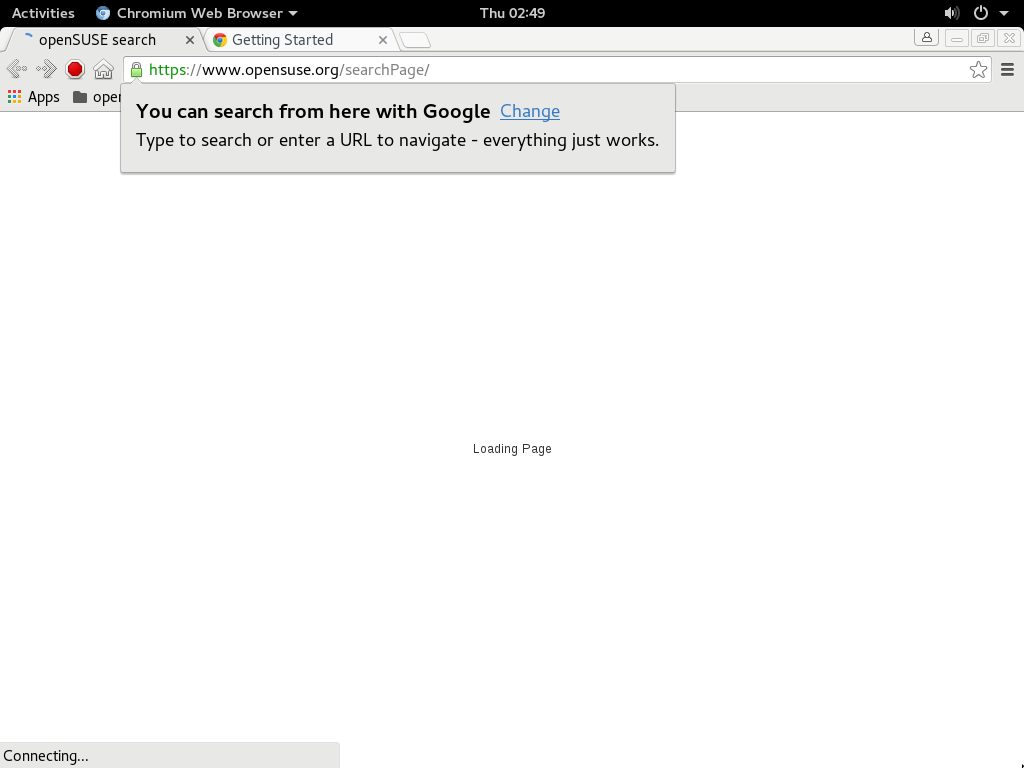 Activities Chromium Web Browser Thu 02:49
openSUSE search Getting Started
https://www.opensuse.org/searchPage/
Apps oper
You can search from here with Google Change
Type to search or enter a URL to navigate - everything just works.
Loading Page
Connecting...